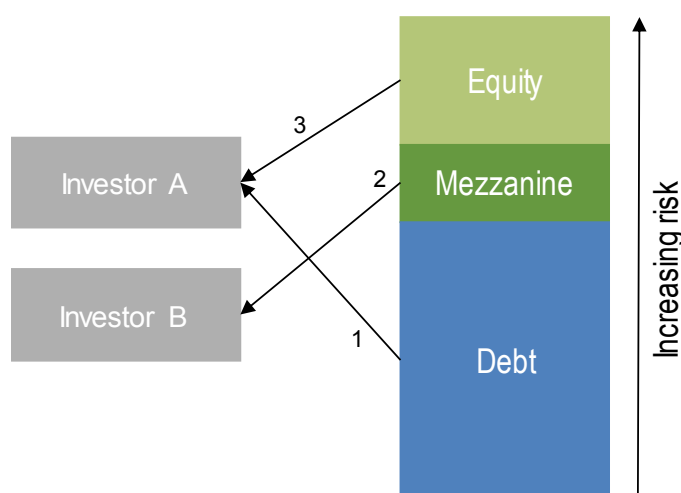 Equity
3
Investor A
2
Mezzanine
Investor B
1
Debt
Increasing risk